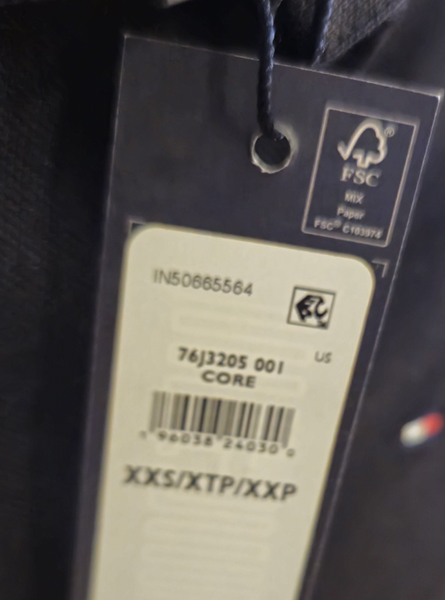 FSC
MIX
Paper
FSC® C103974
IN50665564
US
76J3205 001
CORE
1 96038 24030 0
XXS/XTP/XXP